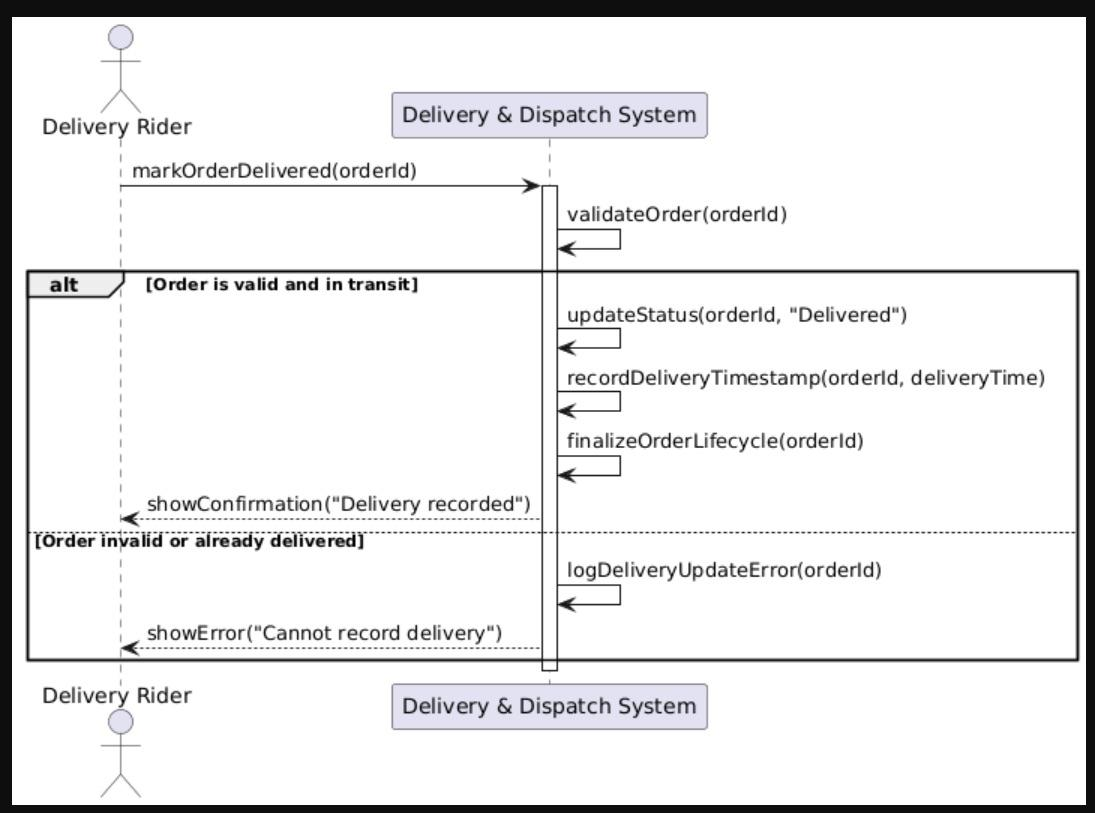 Delivery Rider
Delivery & Dispatch System
markOrderDelivered(orderId)
validateOrder(orderId)
alt
[Order is valid and in transit]
updateStatus(orderId, "Delivered")
recordDeliveryTimestamp(orderId, deliveryTime)
finalizeOrderLifecycle(orderId)
showConfirmation("Delivery recorded")
[Order invalid or already delivered]
logDeliveryUpdateError(orderId)
showError("Cannot record delivery")
Delivery Rider
Delivery & Dispatch System